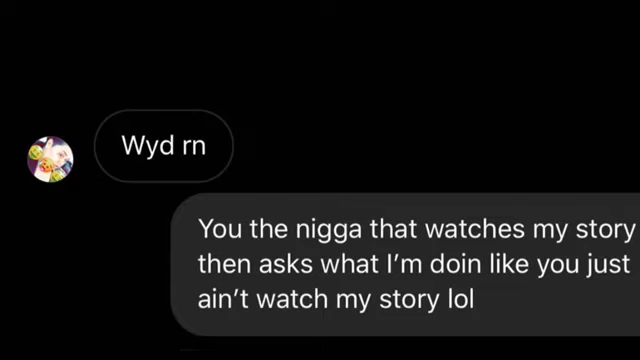 Wyd rn
You the nigga that watches my story
then asks what I’m doin like you just
ain’t watch my story lol